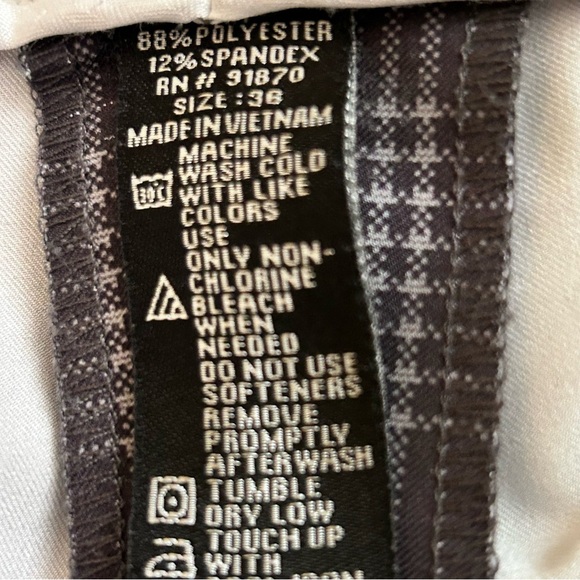 88% POLYESTER
12% SPANDEX
RN # 91870
SIZE : 36
MADE IN VIETNAM
MACHINE
WASH COLD
30C WITH LIKE
COLORS
USE
ONLY NON-
CHLORINE
BLEACH
WHEN
NEEDED
DO NOT USE
SOFTENERS
REMOVE
PROMPTLY
AFTER WASH
TUMBLE
DRY LOW
TOUCH UP
WITH